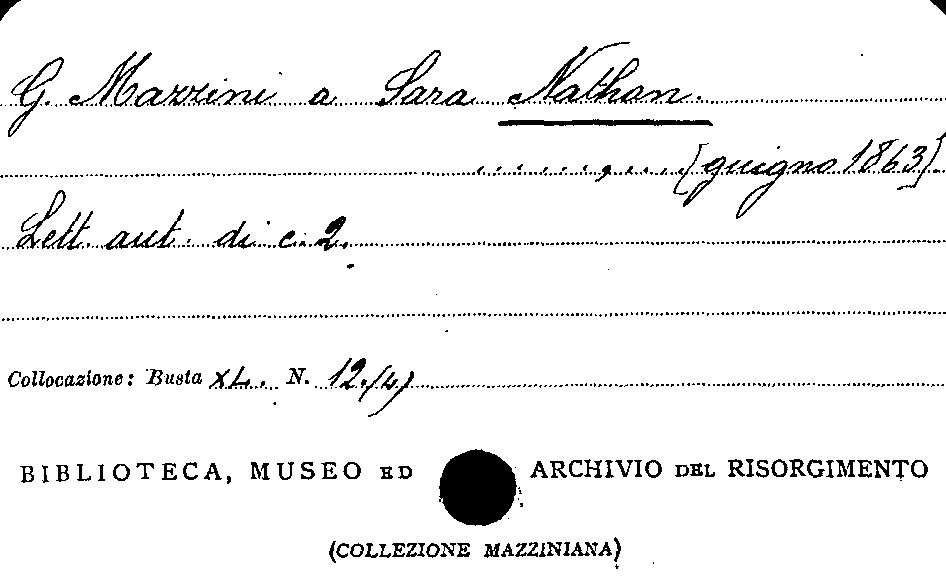 G. Mazzini a Sara Nathan.
......,....[giugno 1863]
Lett. aut. di c. 2.
Collocazione: Busta XL. N. 12/4)
BIBLIOTECA, MUSEO ED ARCHIVIO DEL RISORGIMENTO
(COLLEZIONE MAZZINIANA)